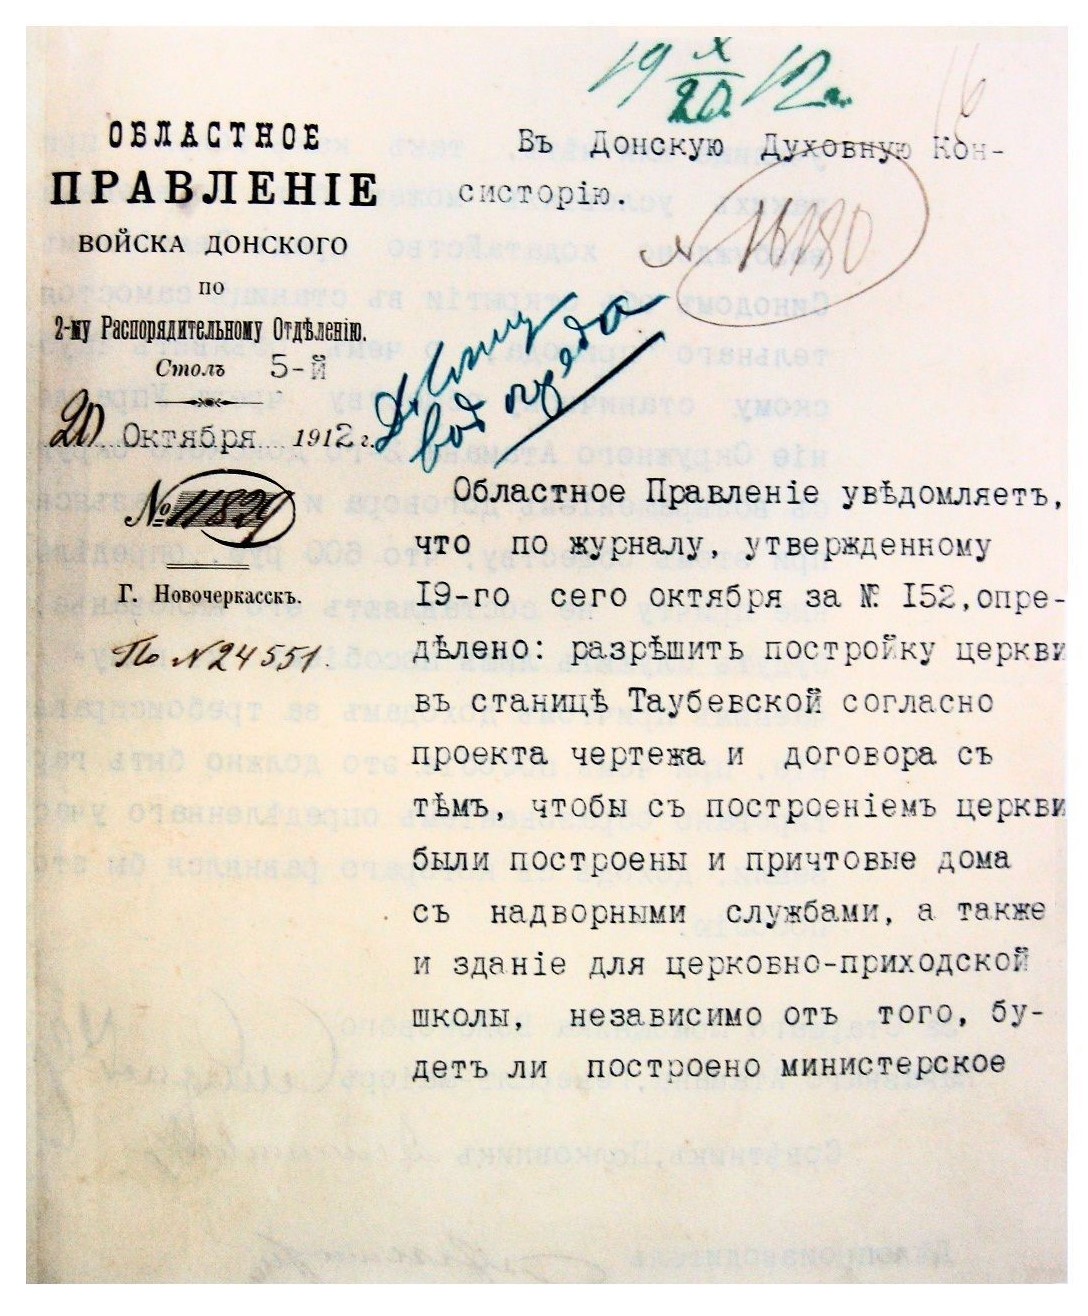 19 X/20 12 г.
16
ОБЛАСТНОЕ
ПРАВЛЕНІЕ
ВОЙСКА ДОНСКОГО
ПО
2-му Распорядительному Отдѣленію.
Столъ 5-й
20 Октября 1912 г.
№ 11824
Г. Новочеркасскъ.
По № 24551
Въ Донскую Духовную Кон-
систорію.
Областное Правленіе увѣдомляетъ,
что по журналу, утвержденному
19-го сего октября за № 152, опре-
дѣлено: разрѣшить постройку церкви
въ станицѣ Таубевской согласно
проекта чертежа и договора съ
тѣмъ, чтобы съ построеніемъ церкви
были построены и причтовые дома
съ надворными службами, а также
и зданіе для церковно-приходской
школы, независимо отъ того, бу-
детъ ли построено министерское